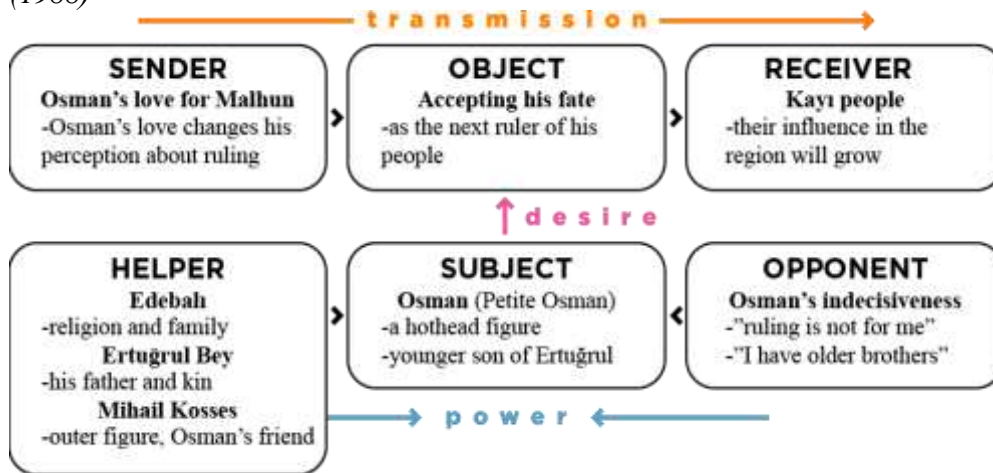 transmission
SENDER
Osman's love for Malhun
-Osman's love changes his
perception about ruling
OBJECT
Accepting his fate
-as the next ruler of his
people
RECEIVER
Kayı people
-their influence in the
region will grow
desire
HELPER
Edebalı
-religion and family
Ertuğrul Bey
-his father and kin
Mihail Kosses
-outer figure, Osman's friend
SUBJECT
Osman (Petite Osman)
-a hothead figure
-younger son of Ertuğrul
OPPONENT
Osman's indecisiveness
-"ruling is not for me"
-"I have older brothers"
power